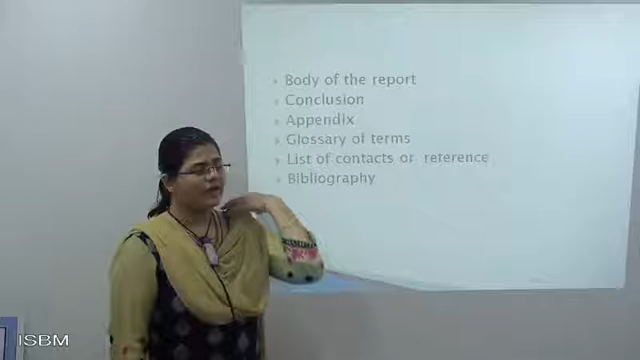 Body of the report
Conclusion
Appendix
Glossary of terms
List of contacts or reference
Bibliography
ISBM